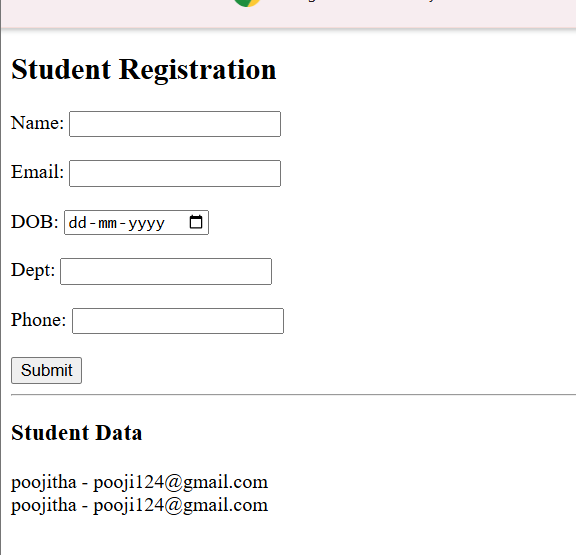 Student Registration
Name:
Email:
DOB: dd-mm-yyyy
Dept:
Phone:
Submit
Student Data
poojitha - pooji124@gmail.com
poojitha - pooji124@gmail.com